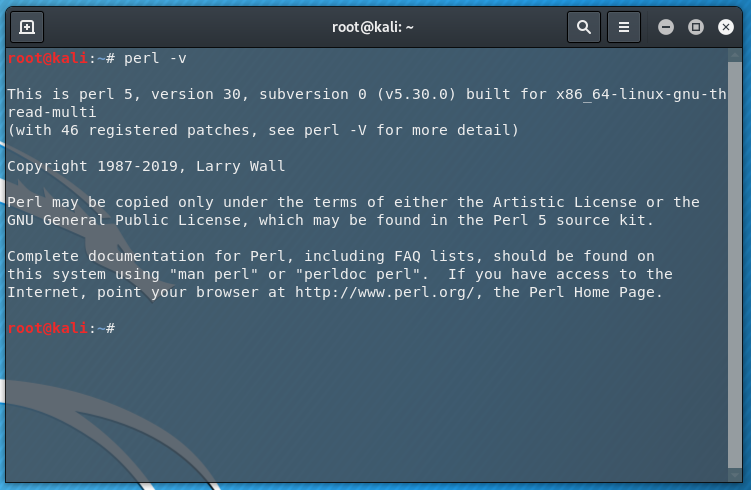 root@kali: ~
root@kali:~# perl -v
This is perl 5, version 30, subversion 0 (v5.30.0) built for x86_64-linux-gnu-th
read-multi
(with 46 registered patches, see perl -V for more detail)
Copyright 1987-2019, Larry Wall
Perl may be copied only under the terms of either the Artistic License or the
GNU General Public License, which may be found in the Perl 5 source kit.
Complete documentation for Perl, including FAQ lists, should be found on
this system using "man perl" or "perldoc perl".  If you have access to the
Internet, point your browser at http://www.perl.org/, the Perl Home Page.
root@kali:~#